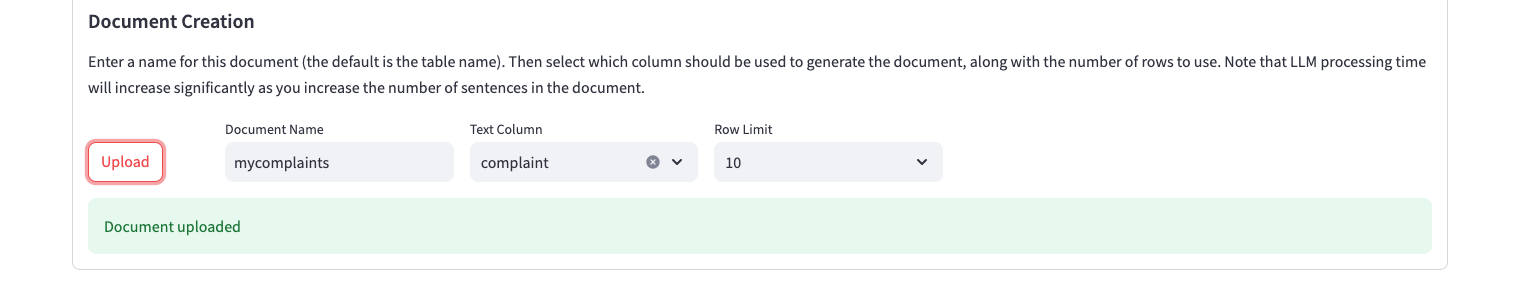 Document Creation
Enter a name for this document (the default is the table name). Then select which column should be used to generate the document, along with the number of rows to use. Note that LLM processing time
will increase significantly as you increase the number of sentences in the document.
Document Name
Text Column
Row Limit
Upload
mycomplaints
complaint
10
Document uploaded